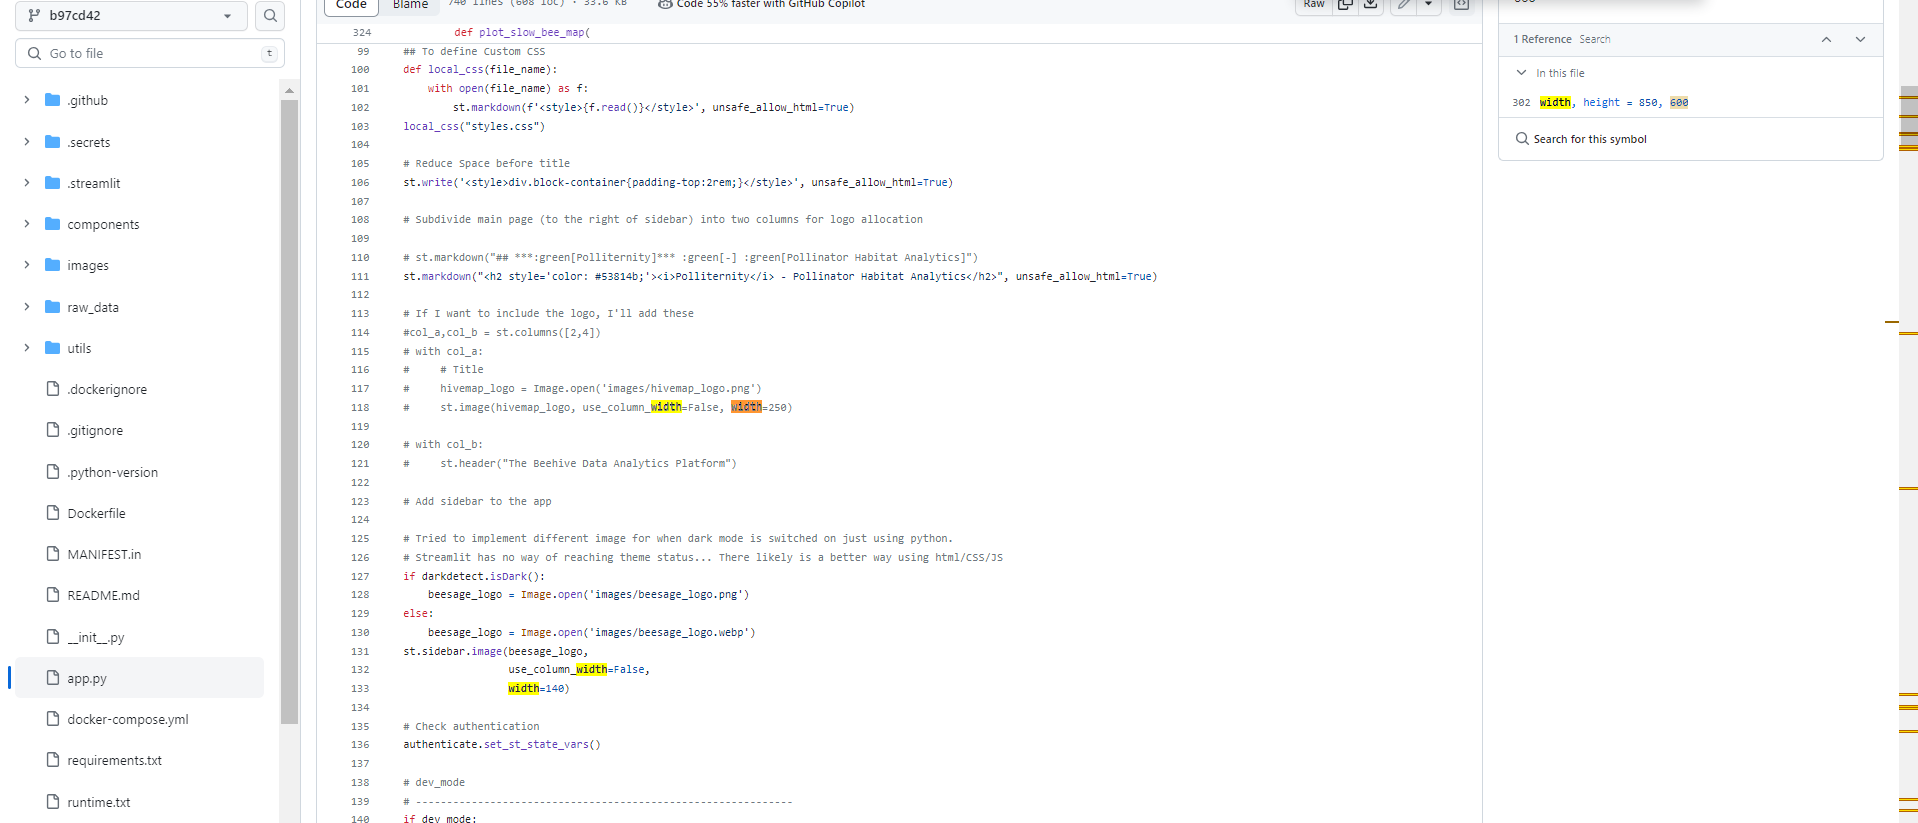 b97cd42
Go to file
t
.github
.secrets
.streamlit
components
images
raw_data
utils
.dockerignore
.gitignore
.python-version
Dockerfile
MANIFEST.in
README.md
__init__.py
app.py
docker-compose.yml
requirements.txt
runtime.txt
Code
Blame
740 lines (608 loc) · 33.6 KB
Code 55% faster with GitHub Copilot
Raw
324 def plot_slow_bee_map(
99 ## To define Custom CSS
100 def local_css(file_name):
101 with open(file_name) as f:
102 st.markdown(f'<style>{f.read()}</style>', unsafe_allow_html=True)
103 local_css("styles.css")
104
105 # Reduce Space before title
106 st.write('<style>div.block-container{padding-top:2rem;}</style>', unsafe_allow_html=True)
107
108 # Subdivide main page (to the right of sidebar) into two columns for logo allocation
109
110 # st.markdown("## ***:green[Polliternity]*** :green[-] :green[Pollinator Habitat Analytics]")
111 st.markdown("<h2 style='color: #53814b;'><i>Polliternity</i> - Pollinator Habitat Analytics</h2>", unsafe_allow_html=True)
112
113 # If I want to include the logo, I'll add these
114 #col_a,col_b = st.columns([2,4])
115 # with col_a:
116 # # Title
117 # hivemap_logo = Image.open('images/hivemap_logo.png')
118 # st.image(hivemap_logo, use_column_width=False, width=250)
119
120 # with col_b:
121 # st.header("The Beehive Data Analytics Platform")
122
123 # Add sidebar to the app
124
125 # Tried to implement different image for when dark mode is switched on just using python.
126 # Streamlit has no way of reaching theme status... There likely is a better way using html/CSS/JS
127 if darkdetect.isDark():
128 beesage_logo = Image.open('images/beesage_logo.png')
129 else:
130 beesage_logo = Image.open('images/beesage_logo.webp')
131 st.sidebar.image(beesage_logo,
132 use_column_width=False,
133 width=140)
134
135 # Check authentication
136 authenticate.set_st_state_vars()
137
138 # dev_mode
139 # -------------------------------------------------------------
140 if dev_mode:
1 Reference Search
In this file
302 width, height = 850, 600
Search for this symbol